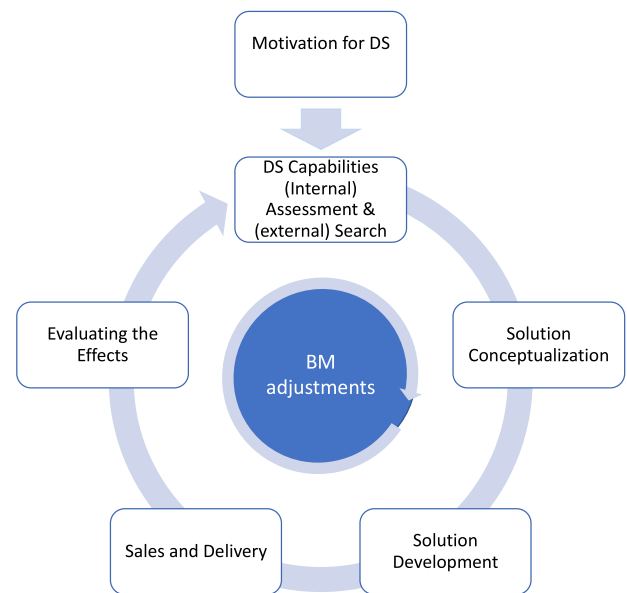 Motivation for DS
DS Capabilities
(Internal)
Assessment &
(external) Search
Solution
Conceptualization
Solution
Development
Sales and Delivery
Evaluating the
Effects
BM
adjustments